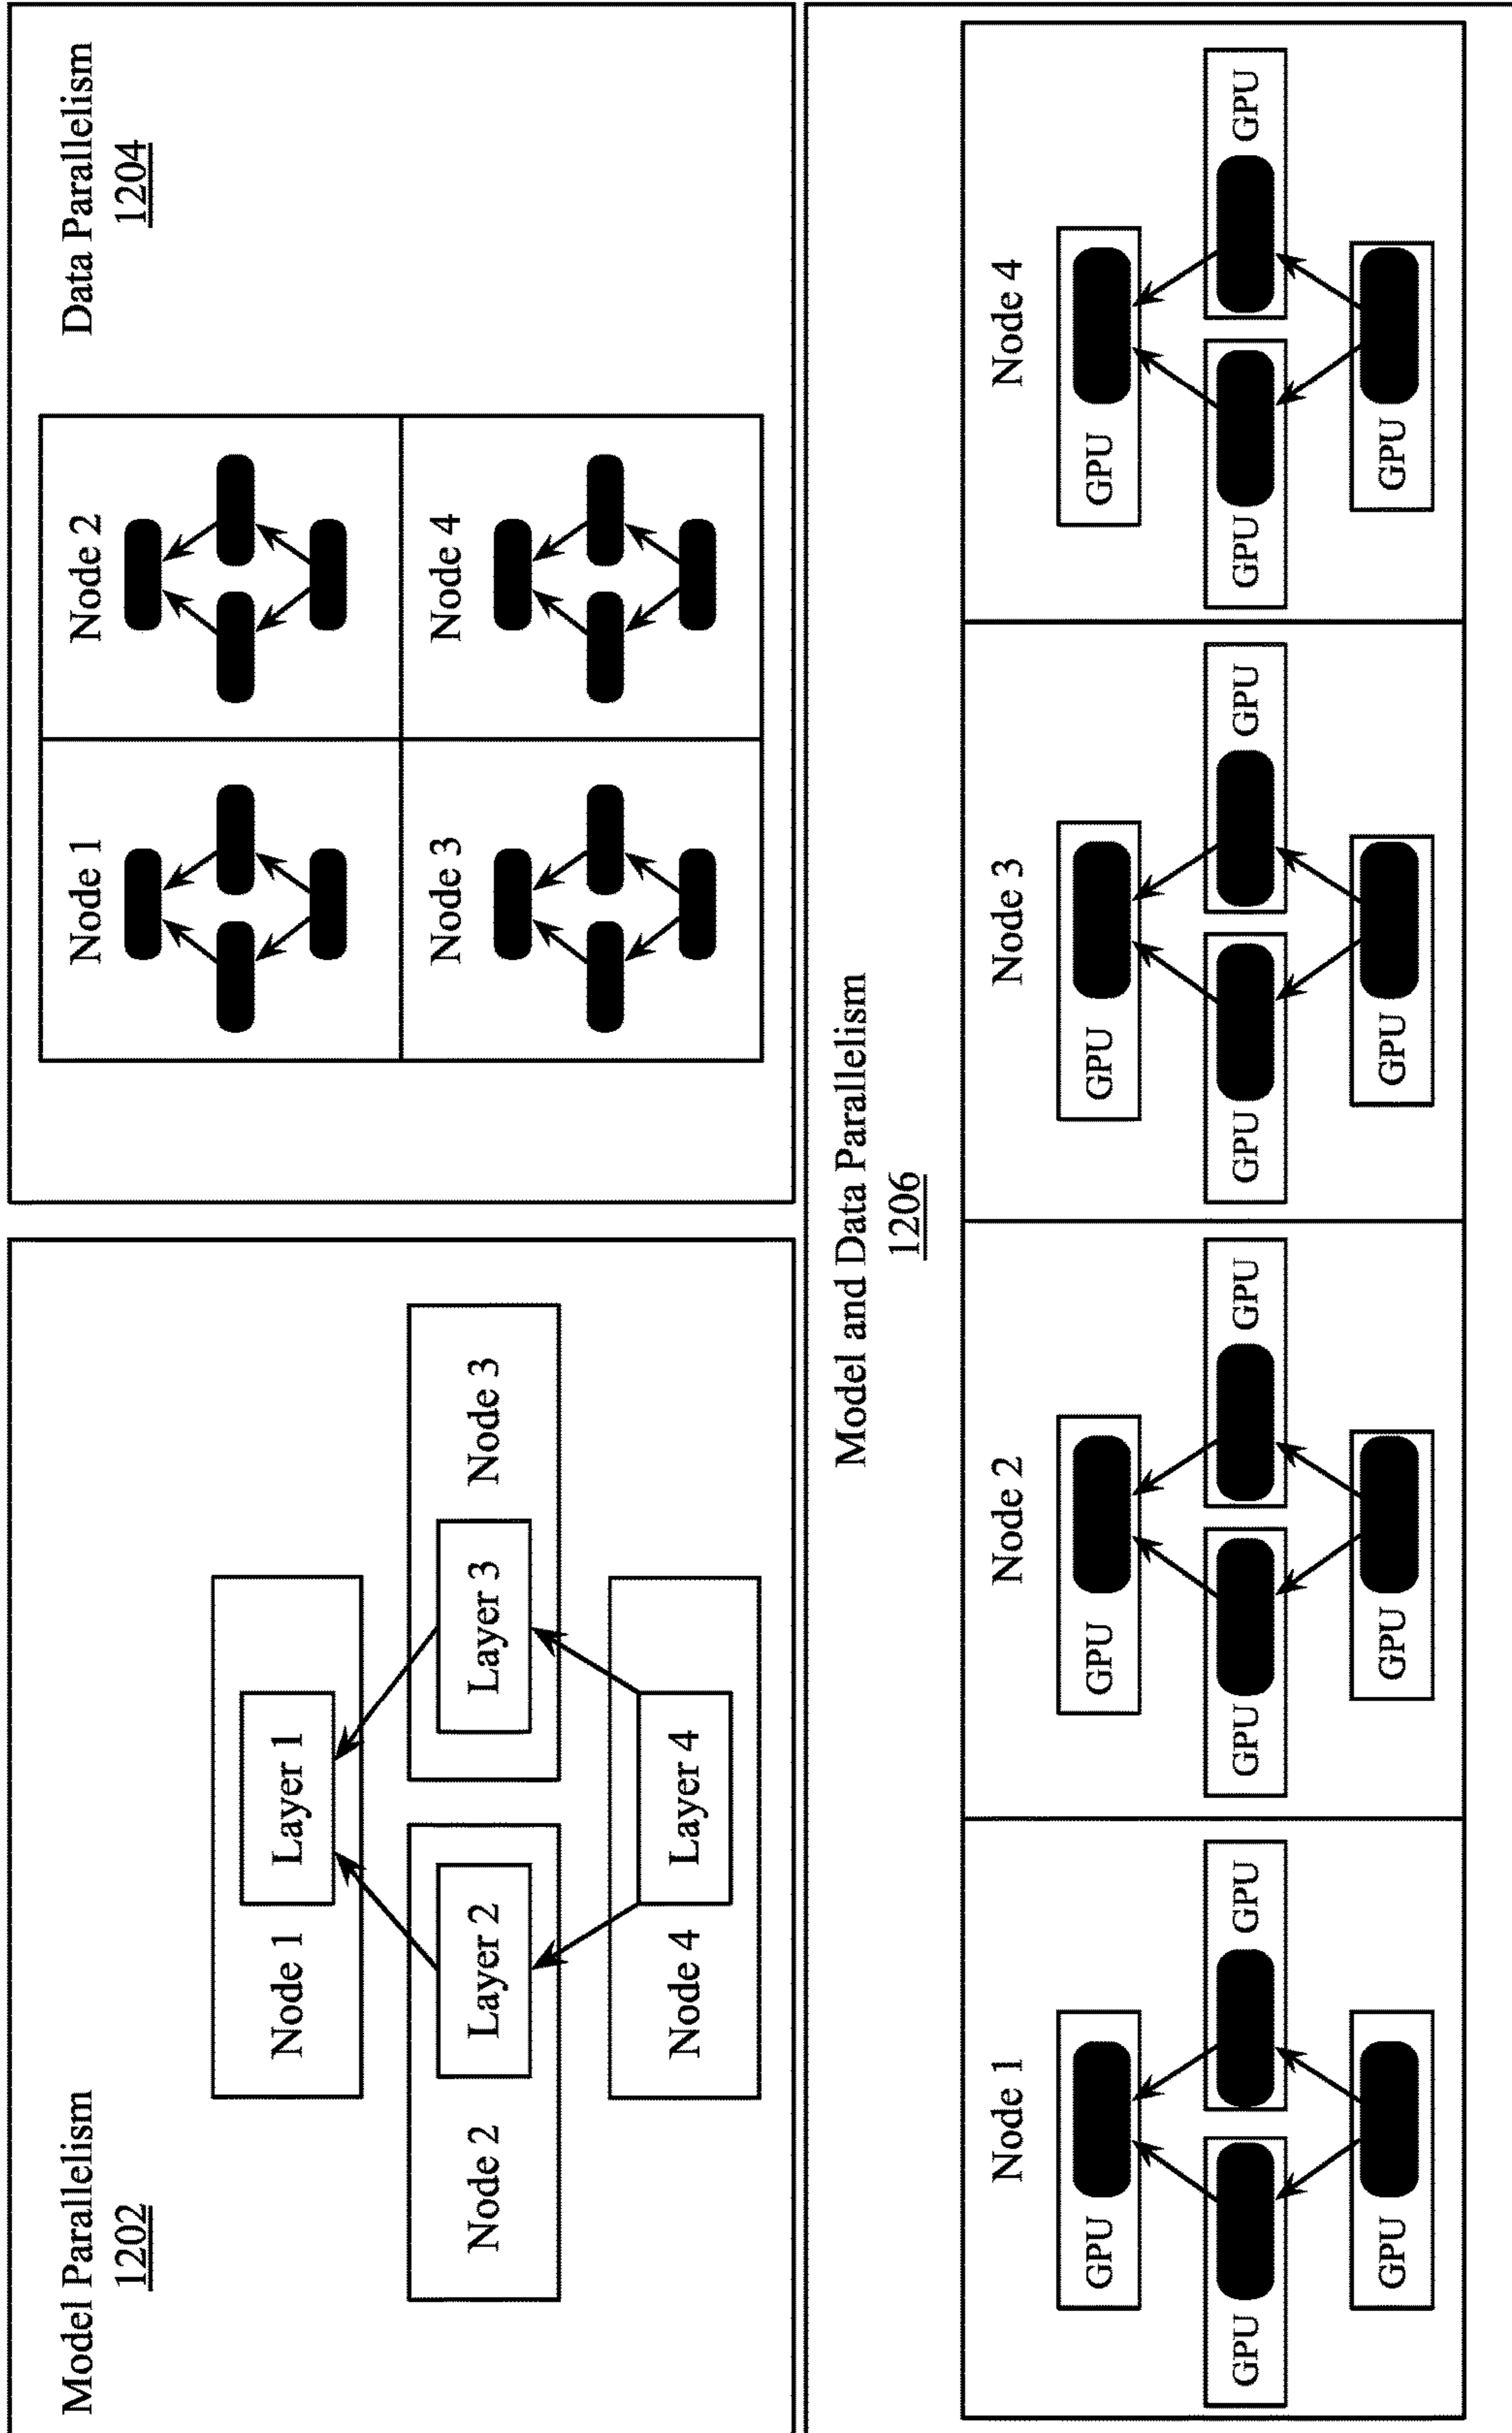 Model Parallelism
1202
Node 1
Layer 1
Node 2
Layer 2
Layer 3
Node 3
Node 4
Layer 4
Data Parallelism
1204
Node 1
Node 2
Node 3
Node 4
Model and Data Parallelism
1206
Node 1
GPU
GPU
GPU
GPU
Node 2
GPU
GPU
GPU
GPU
Node 3
GPU
GPU
GPU
GPU
Node 4
GPU
GPU
GPU
GPU